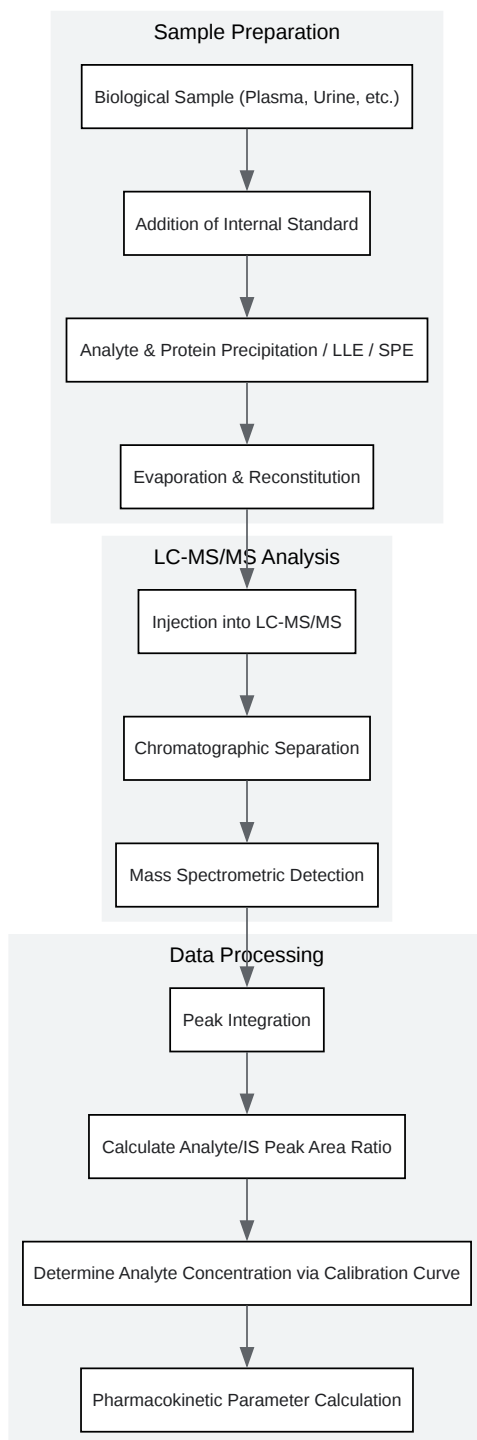 Sample Preparation
Biological Sample (Plasma, Urine, etc.)
Addition of Internal Standard
Analyte & Protein Precipitation / LLE / SPE
Evaporation & Reconstitution
LC-MS/MS Analysis
Injection into LC-MS/MS
Chromatographic Separation
Mass Spectrometric Detection
Data Processing
Peak Integration
Calculate Analyte/IS Peak Area Ratio
Determine Analyte Concentration via Calibration Curve
Pharmacokinetic Parameter Calculation